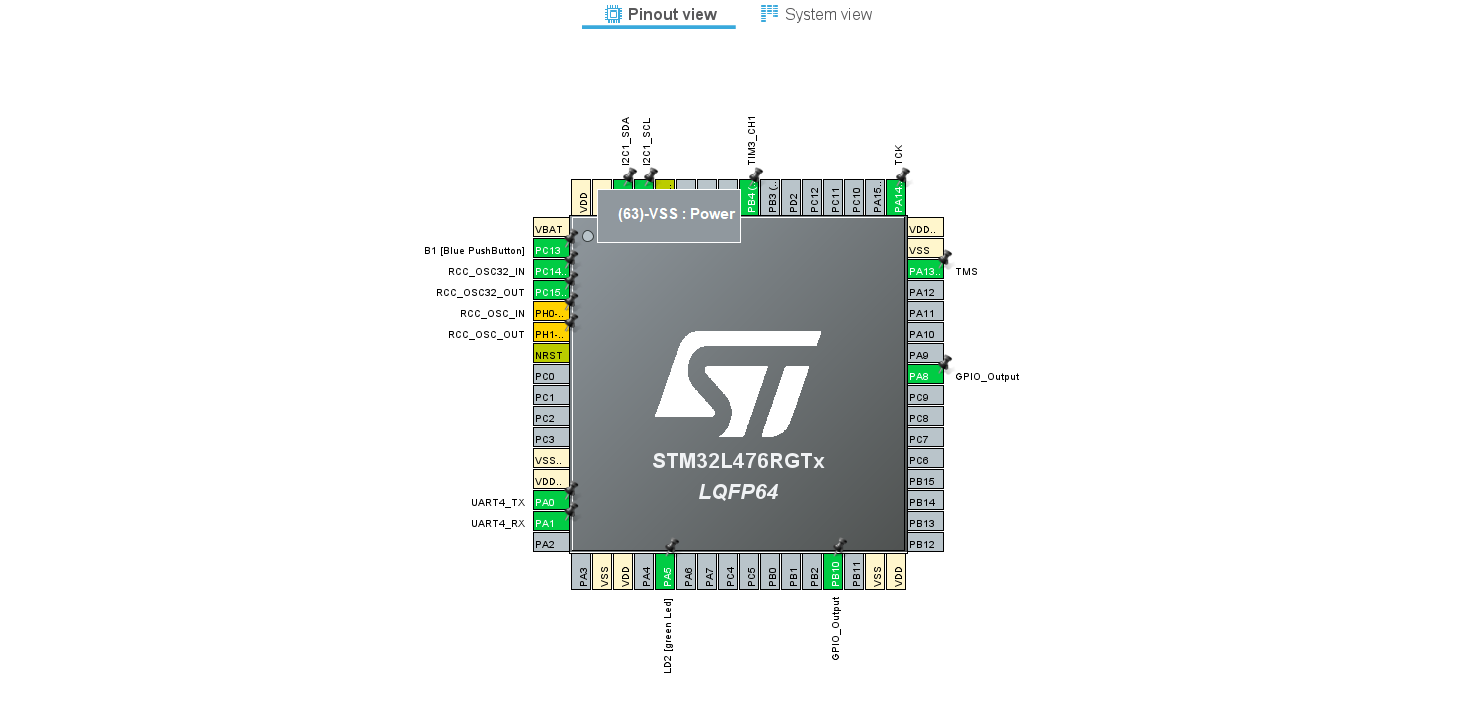 Pinout view
System view
I2C1_SDA
I2C1_SCL
TIM3_CH1
TCK
VDD
PB4 (..
PB3 (..
PD2
PC12
PC11
PC10
PA15..
PA14..
(63)-VSS : Power
VBAT
B1 [Blue PushButton] PC13
RCC_OSC32_IN PC14..
RCC_OSC32_OUT PC15..
RCC_OSC_IN PH0-..
RCC_OSC_OUT PH1-..
NRST
PC0
PC1
PC2
PC3
VSS..
VDD..
UART4_TX PA0
UART4_RX PA1
PA2
STM32L476RGTx
LQFP64
VDD..
VSS
PA13.. TMS
PA12
PA11
PA10
PA9
PA8 GPIO_Output
PC9
PC8
PC7
PC6
PB15
PB14
PB13
PB12
PA3
VSS
VDD
PA4
PA5
PA6
PA7
PC4
PC5
PB0
PB1
PB2
PB10
PB11
VSS
VDD
LD2 [green Led]
GPIO_Output